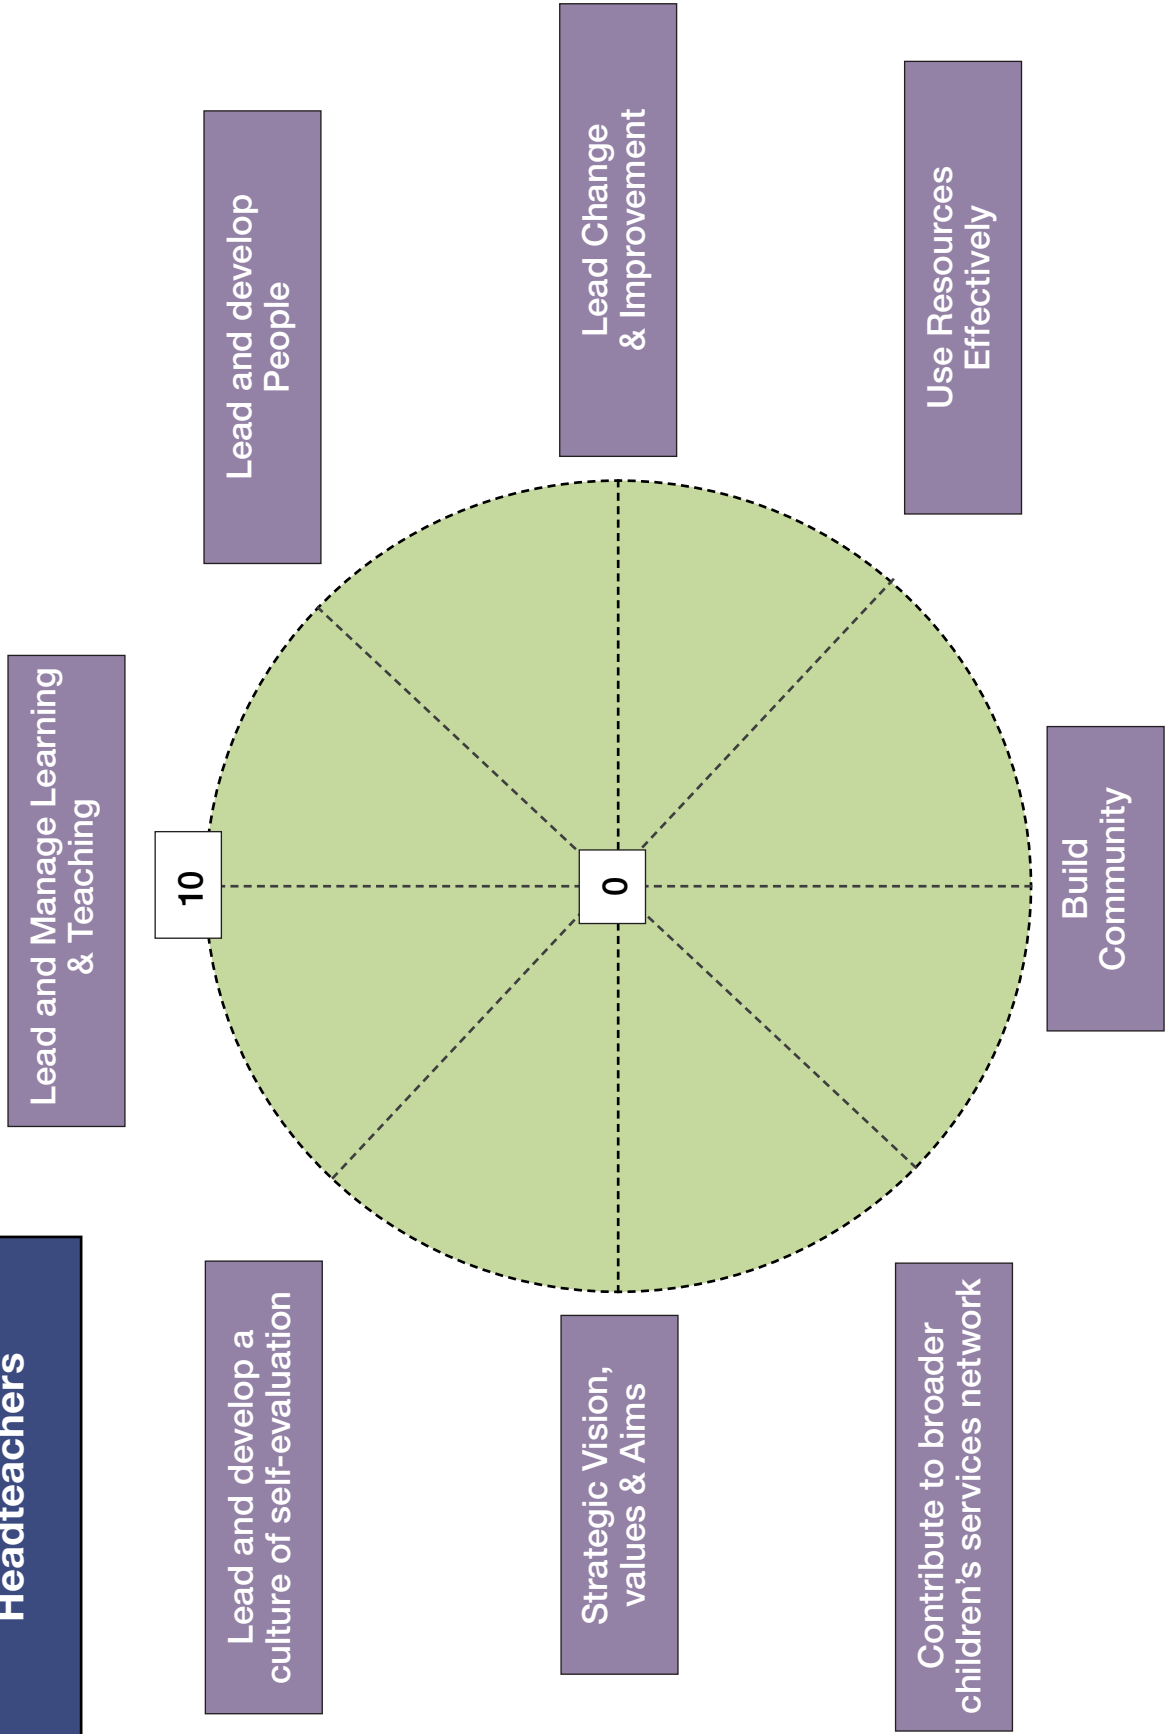 Headteachers
Lead and Manage Learning
& Teaching
10
Lead and develop a
culture of self-evaluation
Lead and develop
People
Strategic Vision,
values & Aims
0
Lead Change
& Improvement
Contribute to broader
children’s services network
Use Resources
Effectively
Build
Community